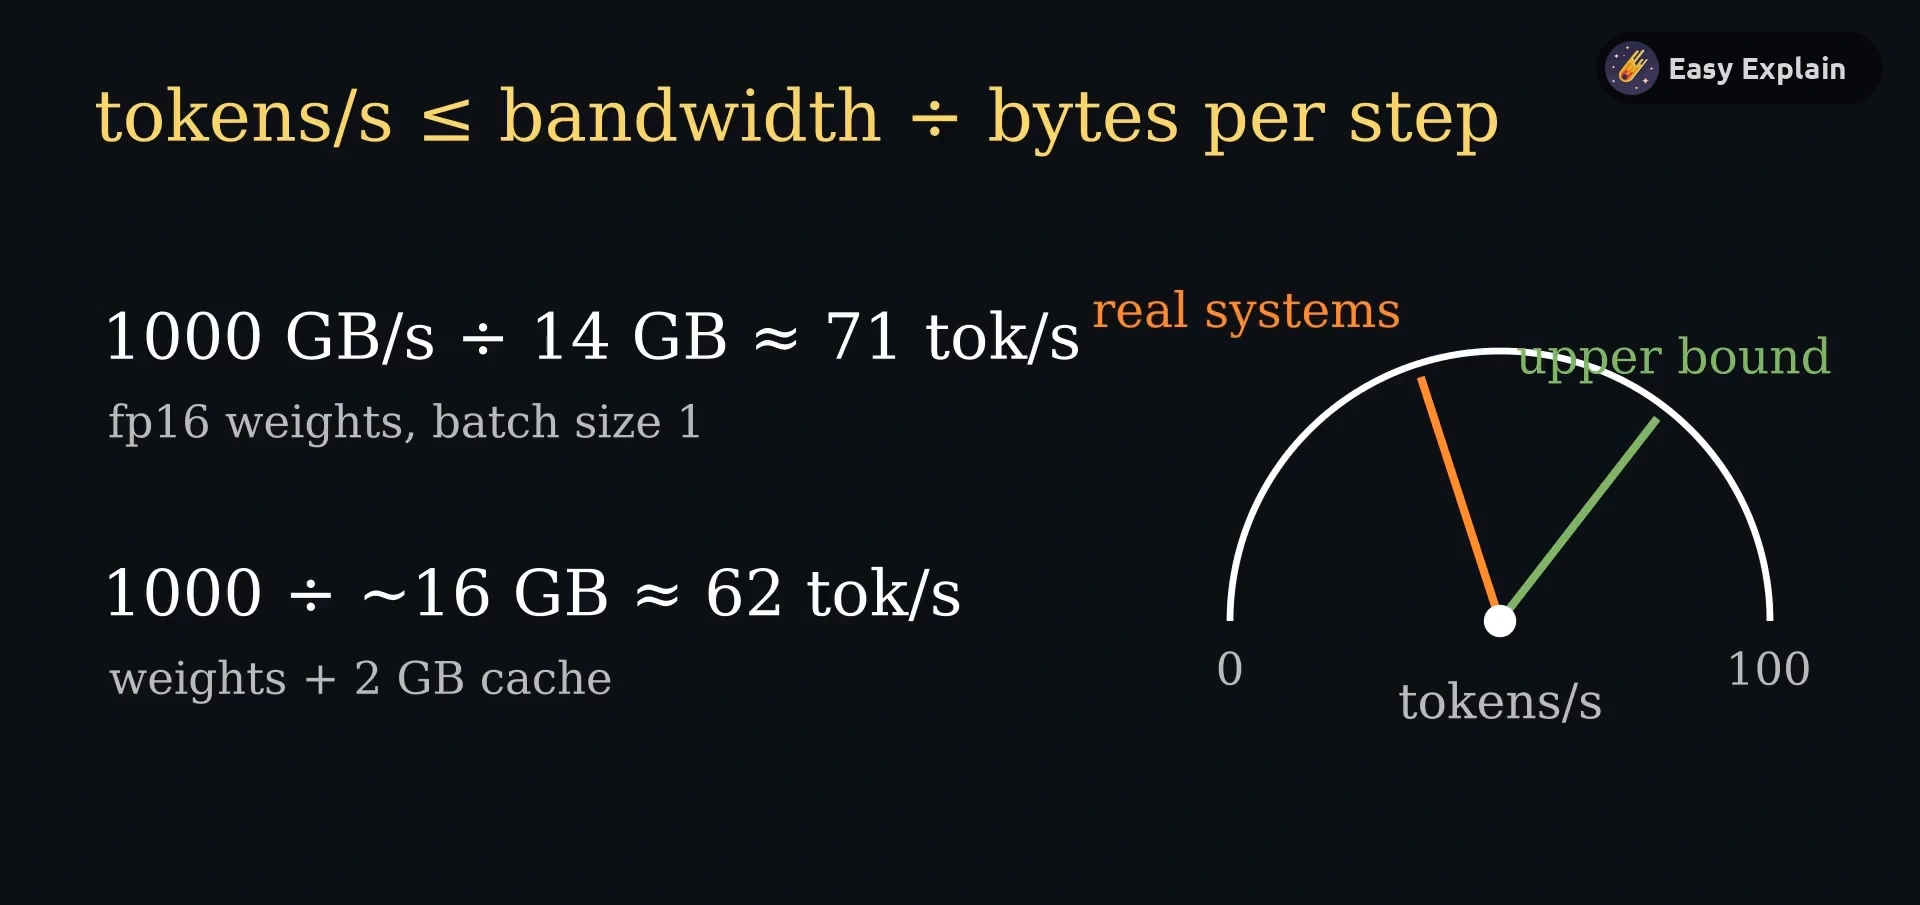 Easy Explain
tokens/s ≤ bandwidth ÷ bytes per step
1000 GB/s ÷ 14 GB ≈ 71 tok/s
fp16 weights, batch size 1
1000 ÷ ~16 GB ≈ 62 tok/s
weights + 2 GB cache
real systems
upper bound
0
100
tokens/s